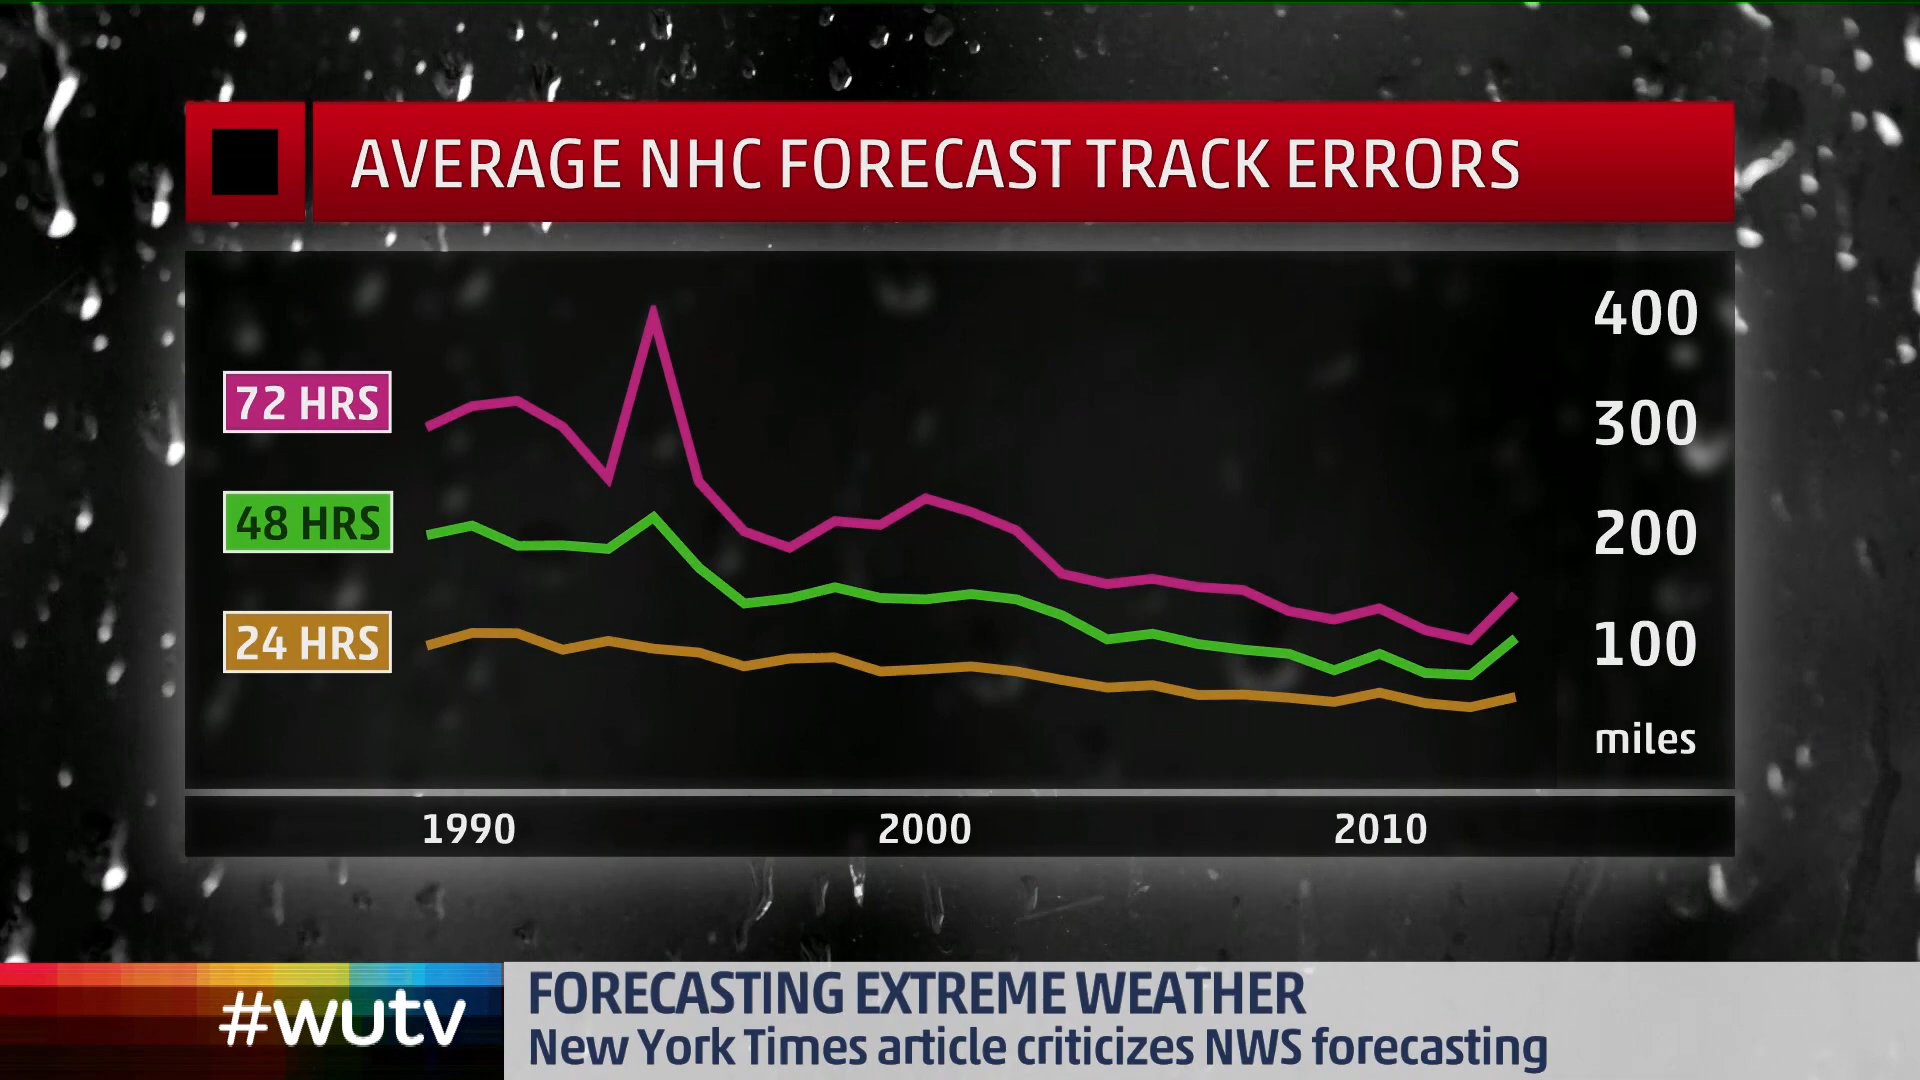 AVERAGE NHC FORECAST TRACK ERRORS
400
72 HRS
300
48 HRS
200
24 HRS
100
miles
1990 2000 2010
#wutv
FORECASTING EXTREME WEATHER
New York Times article criticizes NWS forecasting